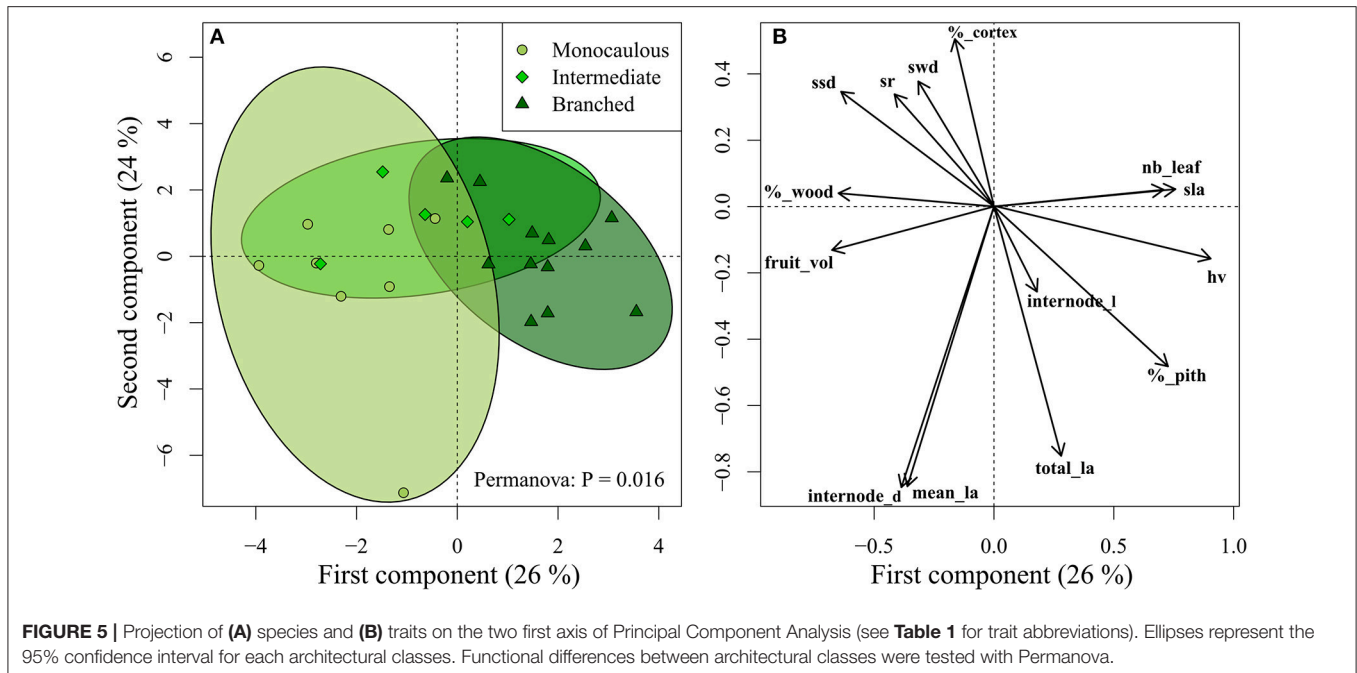 A
Monocaulous
Intermediate
Branched
6
4
2
0
−2
−4
−6
Second component (24 %)
Permanova: P = 0.016
−4
−2
0
2
4
First component (26 %)
B
%_cortex
swd
sr
ssd
nb_leaf
sla
%_wood
fruit_vol
hv
internode_l
%_pith
total_la
internode_d
mean_la
0.4
0.2
0.0
−0.2
−0.4
−0.6
−0.8
−0.5
0.0
0.5
1.0
First component (26 %)
FIGURE 5 | Projection of (A) species and (B) traits on the two first axis of Principal Component Analysis (see Table 1 for trait abbreviations). Ellipses represent the
95% confidence interval for each architectural classes. Functional differences between architectural classes were tested with Permanova.